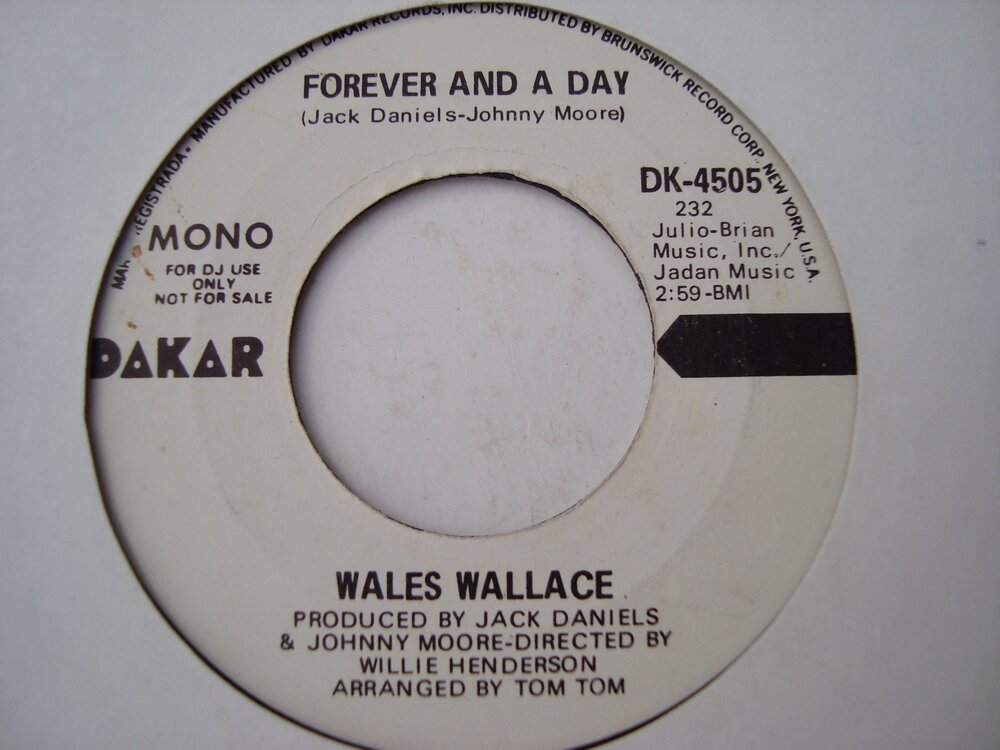 MANUFACTURED BY DAKAR RECORDS, INC. DISTRIBUTED BY BRUNSWICK RECORD CORP. NEW YORK, U.S.A.
FOREVER AND A DAY
(Jack Daniels-Johnny Moore)
DK-4505
232
Julio-Brian
Music, Inc./
Jadan Music
2:59-BMI
REGISTRADA •
MONO
FOR DJ USE
ONLY
NOT FOR SALE
DAKAR
WALES WALLACE
PRODUCED BY JACK DANIELS
& JOHNNY MOORE-DIRECTED BY
WILLIE HENDERSON
ARRANGED BY TOM TOM